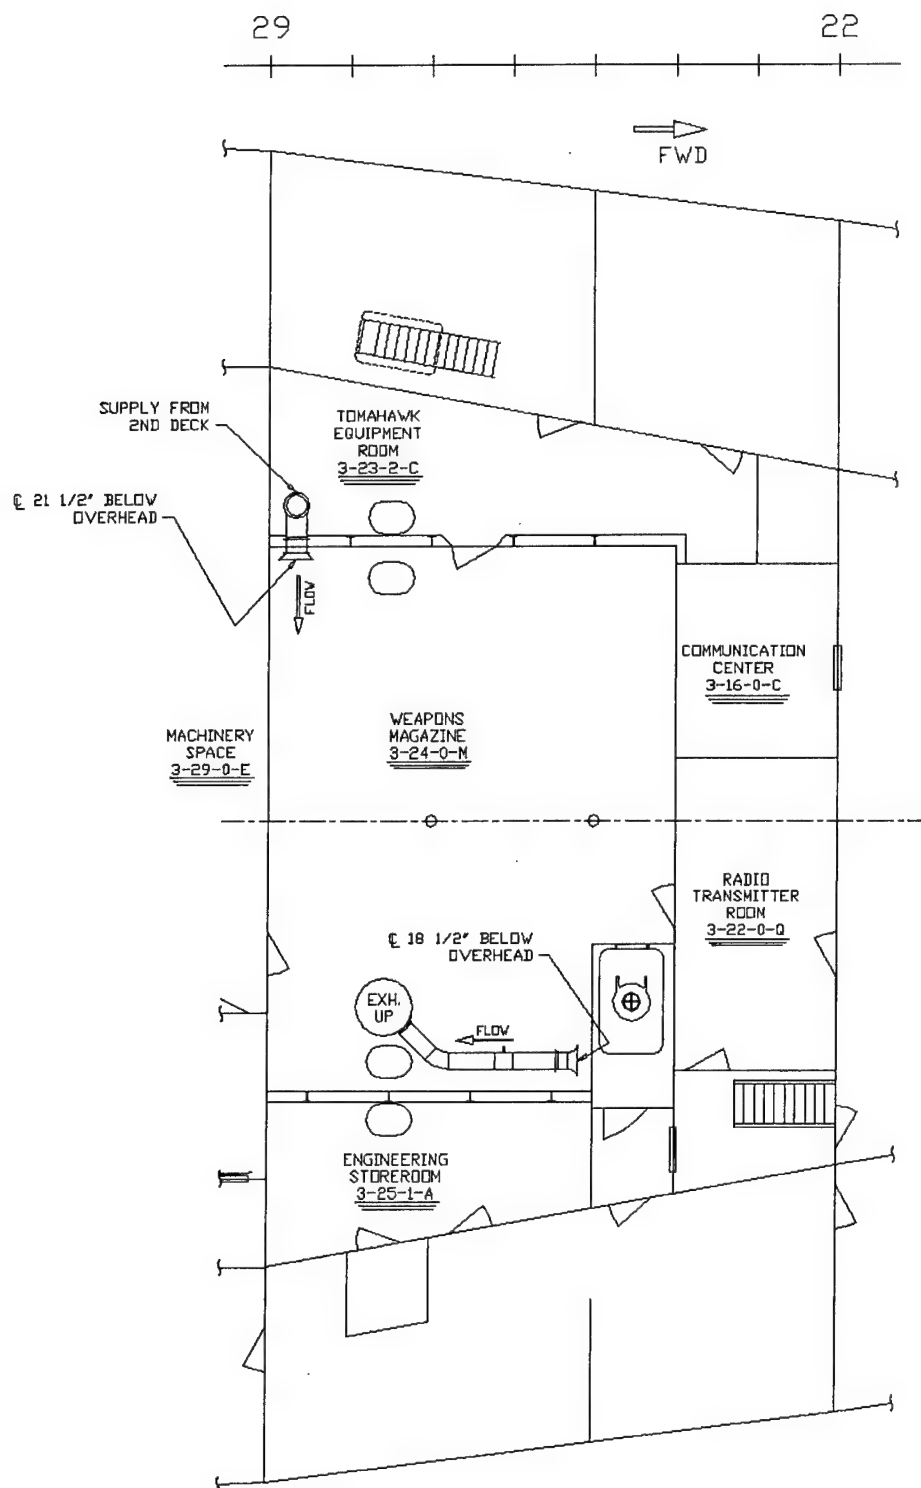 29
22
FWD
SUPPLY FROM
2ND DECK
TOMAHAWK
EQUIPMENT
ROOM
3-23-2-C
℄ 21 1/2" BELOW
OVERHEAD
FLOW
COMMUNICATION
CENTER
3-16-0-C
MACHINERY
SPACE
3-29-0-E
WEAPONS
MAGAZINE
3-24-0-M
RADIO
TRANSMITTER
ROOM
3-22-0-Q
℄ 18 1/2" BELOW
OVERHEAD
EXH.
UP
FLOW
ENGINEERING
STOREROOM
3-25-1-A